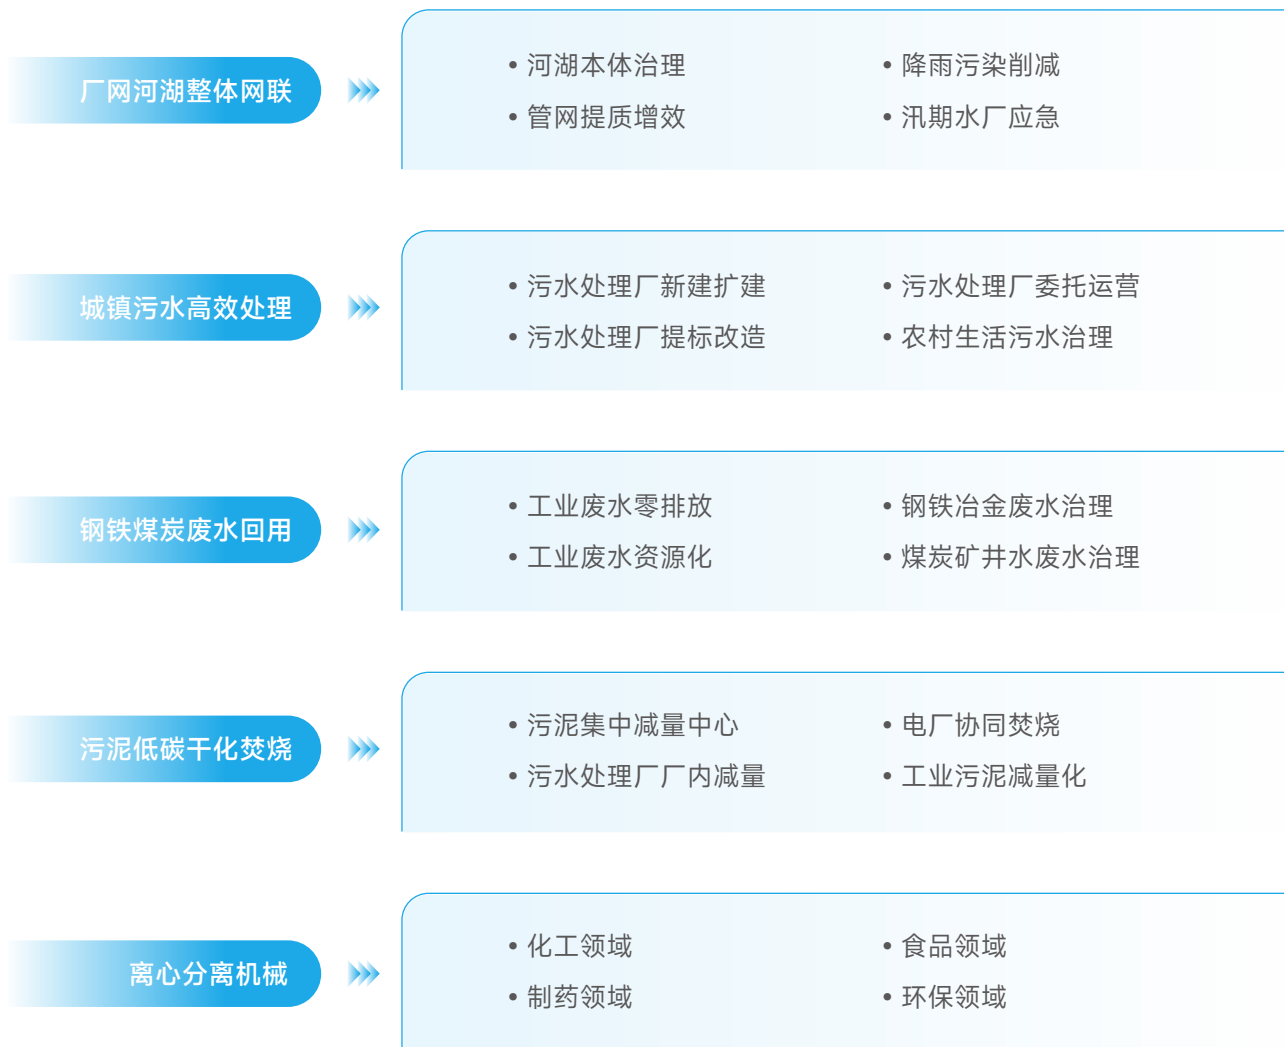 厂网河湖整体网联
• 河湖本体治理
• 降雨污染削减
• 管网提质增效
• 汛期水厂应急
城镇污水高效处理
• 污水处理厂新建扩建
• 污水处理厂委托运营
• 污水处理厂提标改造
• 农村生活污水治理
钢铁煤炭废水回用
• 工业废水零排放
• 钢铁冶金废水治理
• 工业废水资源化
• 煤炭矿井水废水治理
污泥低碳干化焚烧
• 污泥集中减量中心
• 电厂协同焚烧
• 污水处理厂厂内减量
• 工业污泥减量化
离心分离机械
• 化工领域
• 食品领域
• 制药领域
• 环保领域